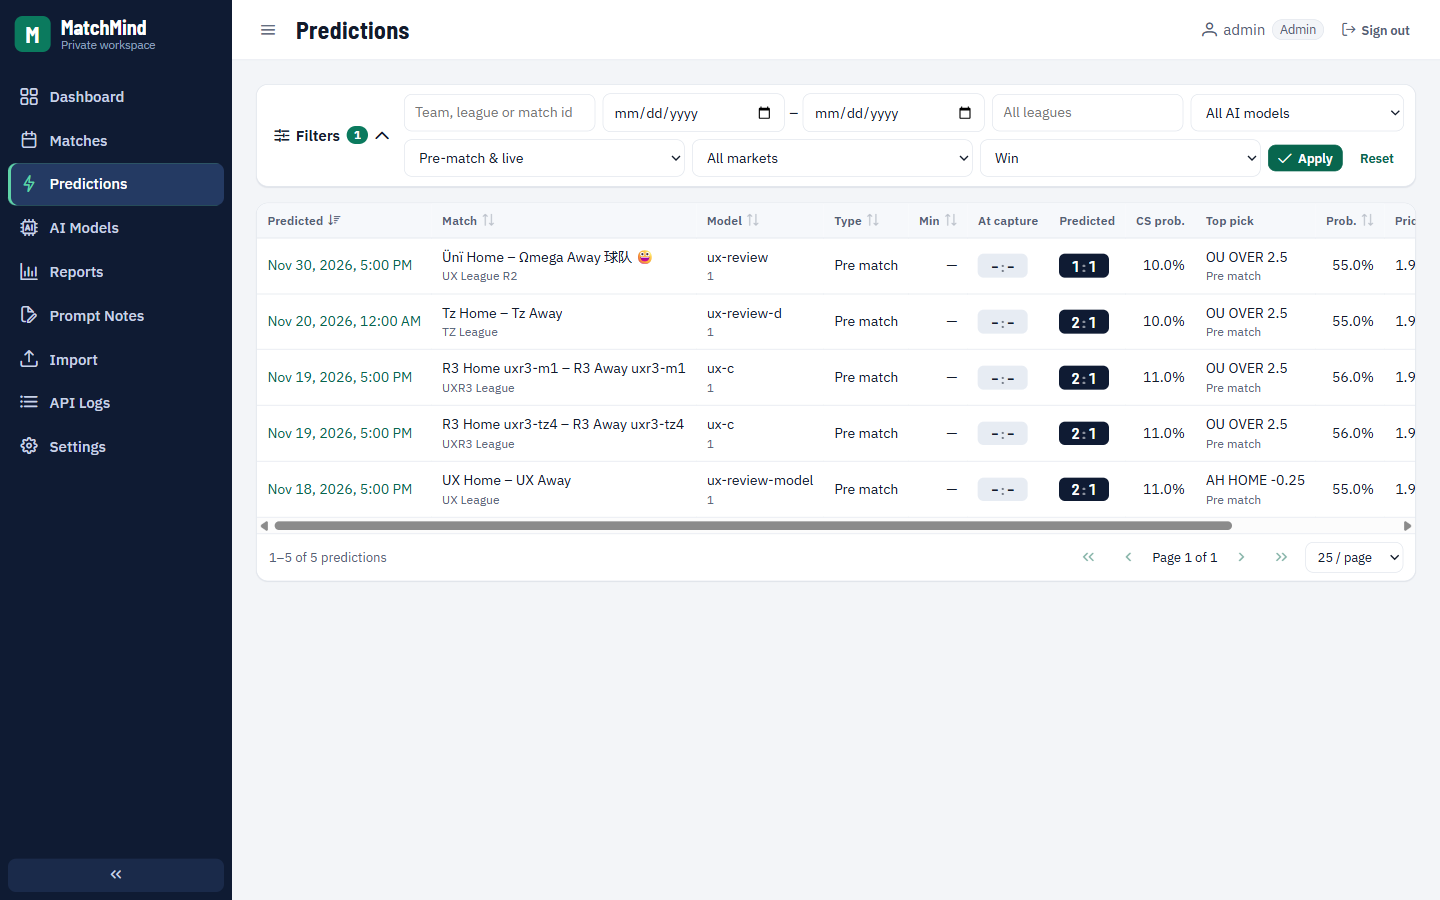 M MatchMind
Private workspace
Dashboard
Matches
Predictions
AI Models
Reports
Prompt Notes
Import
API Logs
Settings
Predictions
admin Admin Sign out
Filters 1
Team, league or match id mm/dd/yyyy – mm/dd/yyyy All leagues All AI models
Pre-match & live All markets Win Apply Reset
Predicted Match Model Type Min At capture Predicted CS prob. Top pick Prob. Pric
Nov 30, 2026, 5:00 PM Ünï Home – Ωmega Away 球队 😀 ux-review Pre match — -:- 1:1 10.0% OU OVER 2.5 55.0% 1.9
UX League R2 1 Pre match
Nov 20, 2026, 12:00 AM Tz Home – Tz Away ux-review-d Pre match — -:- 2:1 10.0% OU OVER 2.5 55.0% 1.9
TZ League 1 Pre match
Nov 19, 2026, 5:00 PM R3 Home uxr3-m1 – R3 Away uxr3-m1 ux-c Pre match — -:- 2:1 11.0% OU OVER 2.5 56.0% 1.9
UXR3 League 1 Pre match
Nov 19, 2026, 5:00 PM R3 Home uxr3-tz4 – R3 Away uxr3-tz4 ux-c Pre match — -:- 2:1 11.0% OU OVER 2.5 56.0% 1.9
UXR3 League 1 Pre match
Nov 18, 2026, 5:00 PM UX Home – UX Away ux-review-model Pre match — -:- 2:1 11.0% AH HOME -0.25 55.0% 1.9
UX League 1 Pre match
1–5 of 5 predictions Page 1 of 1 25 / page